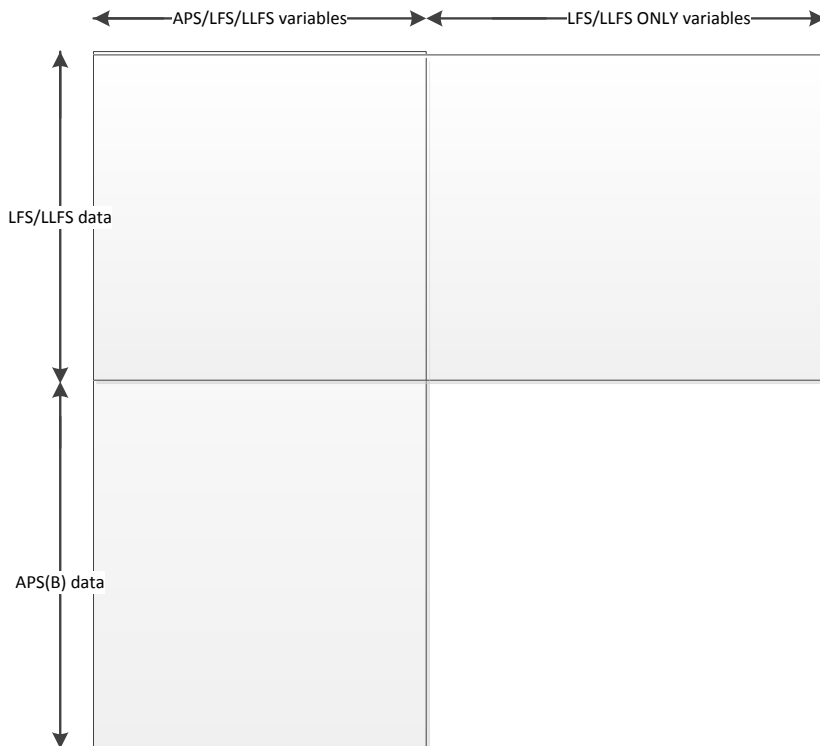 APS/LFS/LLFS variables
LFS/LLFS ONLY variables
LFS/LLFS data
APS(B) data